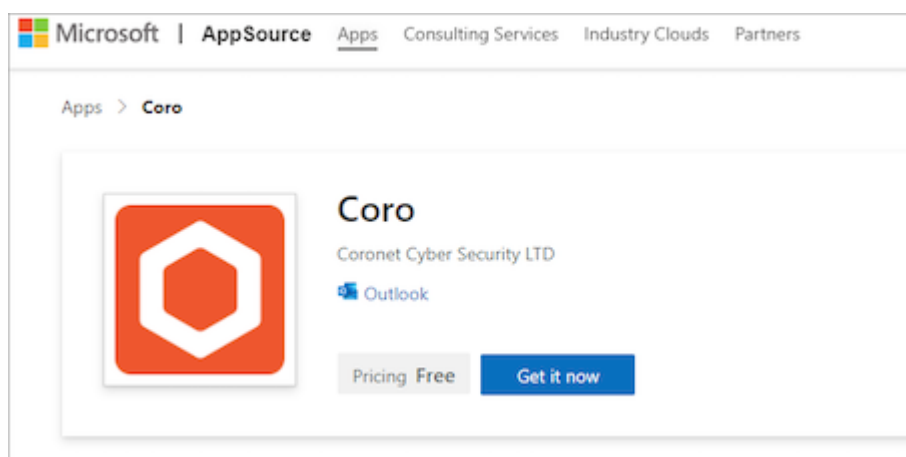 Microsoft | AppSource Apps Consulting Services Industry Clouds Partners
Apps > Coro
Coro
Coronet Cyber Security LTD
Outlook
Pricing Free Get it now